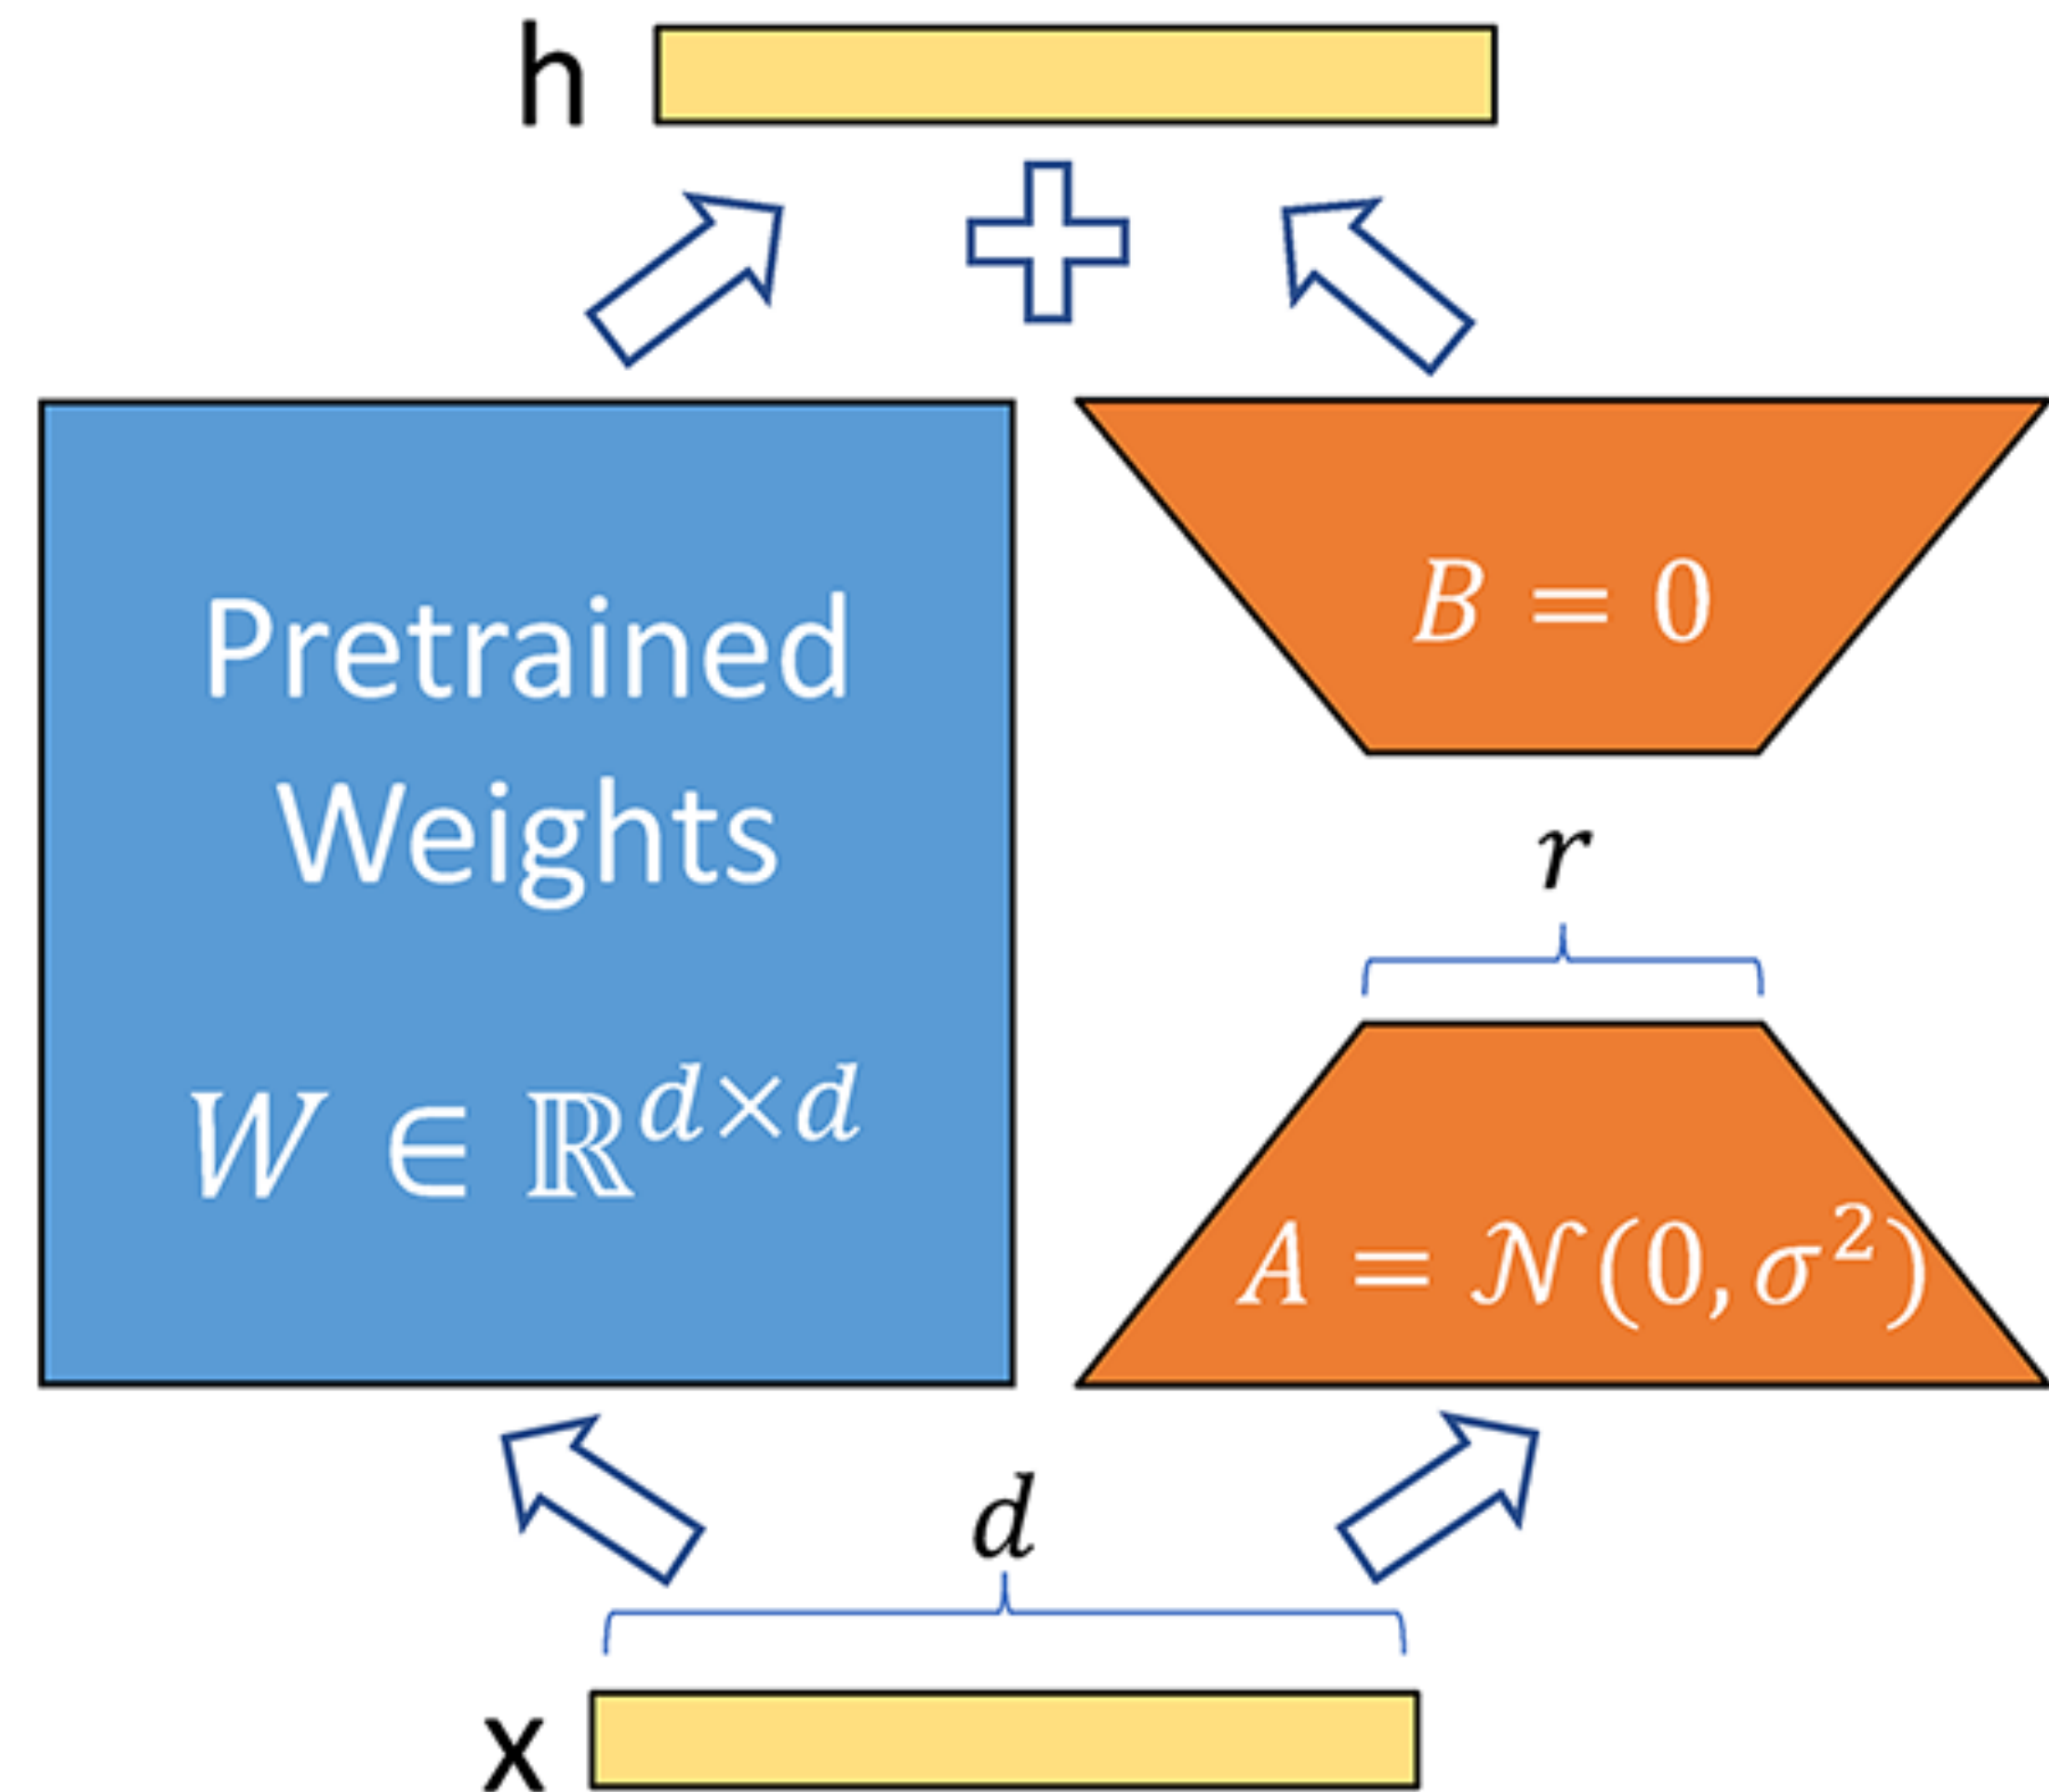 h
Pretrained
Weights
W ∈ ℝ^{d×d}
B = 0
r
A = 𝒩(0, σ²)
d
x